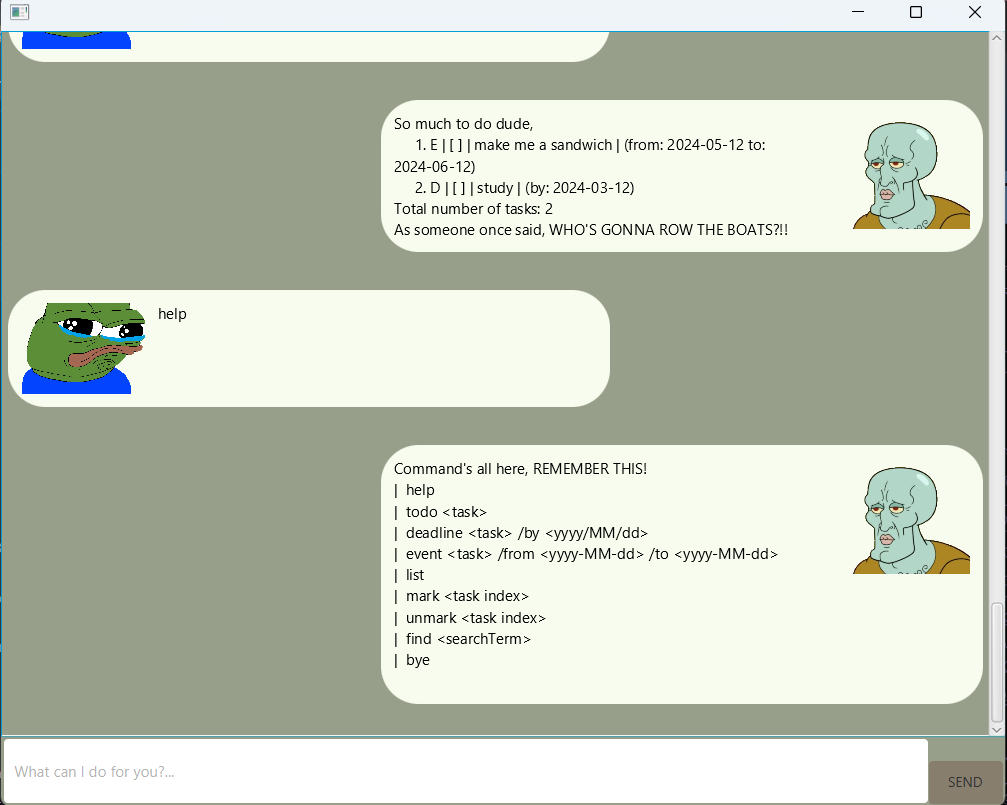 So much to do dude,
1. E | [ ] | make me a sandwich | (from: 2024-05-12 to:
2024-06-12)
2. D | [ ] | study | (by: 2024-03-12)
Total number of tasks: 2
As someone once said, WHO'S GONNA ROW THE BOATS?!!
help
Command's all here, REMEMBER THIS!
| help
| todo <task>
| deadline <task> /by <yyyy/MM/dd>
| event <task> /from <yyyy-MM-dd> /to <yyyy-MM-dd>
| list
| mark <task index>
| unmark <task index>
| find <searchTerm>
| bye
What can I do for you?...
SEND